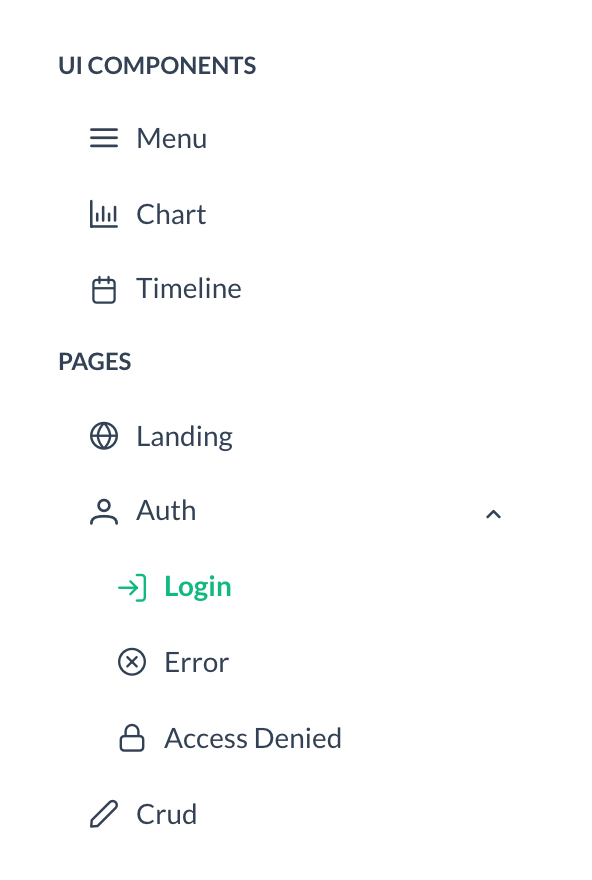 UI COMPONENTS
Menu
Chart
Timeline
PAGES
Landing
Auth
Login
Error
Access Denied
Crud